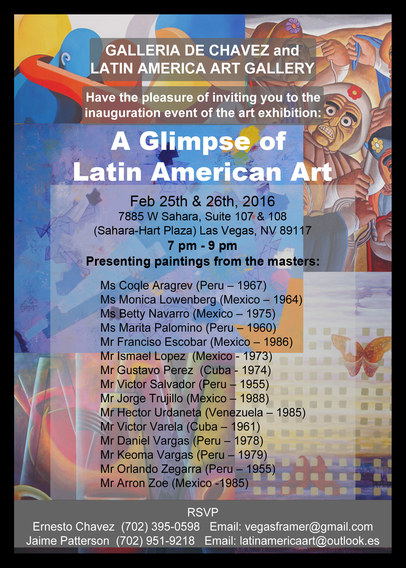 GALLERIA DE CHAVEZ and
LATIN AMERICA ART GALLERY
Have the pleasure of inviting you to the
inauguration event of the art exhibition:
A Glimpse of
Latin American Art
Feb 25th & 26th, 2016
7885 W Sahara, Suite 107 & 108
(Sahara-Hart Plaza) Las Vegas, NV 89117
7 pm - 9 pm
Presenting paintings from the masters:
Ms Coqle Aragrev (Peru – 1967)
Ms Monica Lowenberg (Mexico – 1964)
Ms Betty Navarro (Mexico – 1975)
Ms Marita Palomino (Peru – 1960)
Mr Franciso Escobar (Mexico – 1986)
Mr Ismael Lopez (Mexico - 1973)
Mr Gustavo Perez (Cuba - 1974)
Mr Victor Salvador (Peru – 1955)
Mr Jorge Trujillo (Mexico – 1988)
Mr Hector Urdaneta (Venezuela – 1985)
Mr Victor Varela (Cuba – 1961)
Mr Daniel Vargas (Peru – 1978)
Mr Keoma Vargas (Peru – 1979)
Mr Orlando Zegarra (Peru – 1955)
Mr Arron Zoe (Mexico -1985)
RSVP
Ernesto Chavez (702) 395-0598 Email: vegasframer@gmail.com
Jaime Patterson (702) 951-9218 Email: latinamericaart@outlook.es